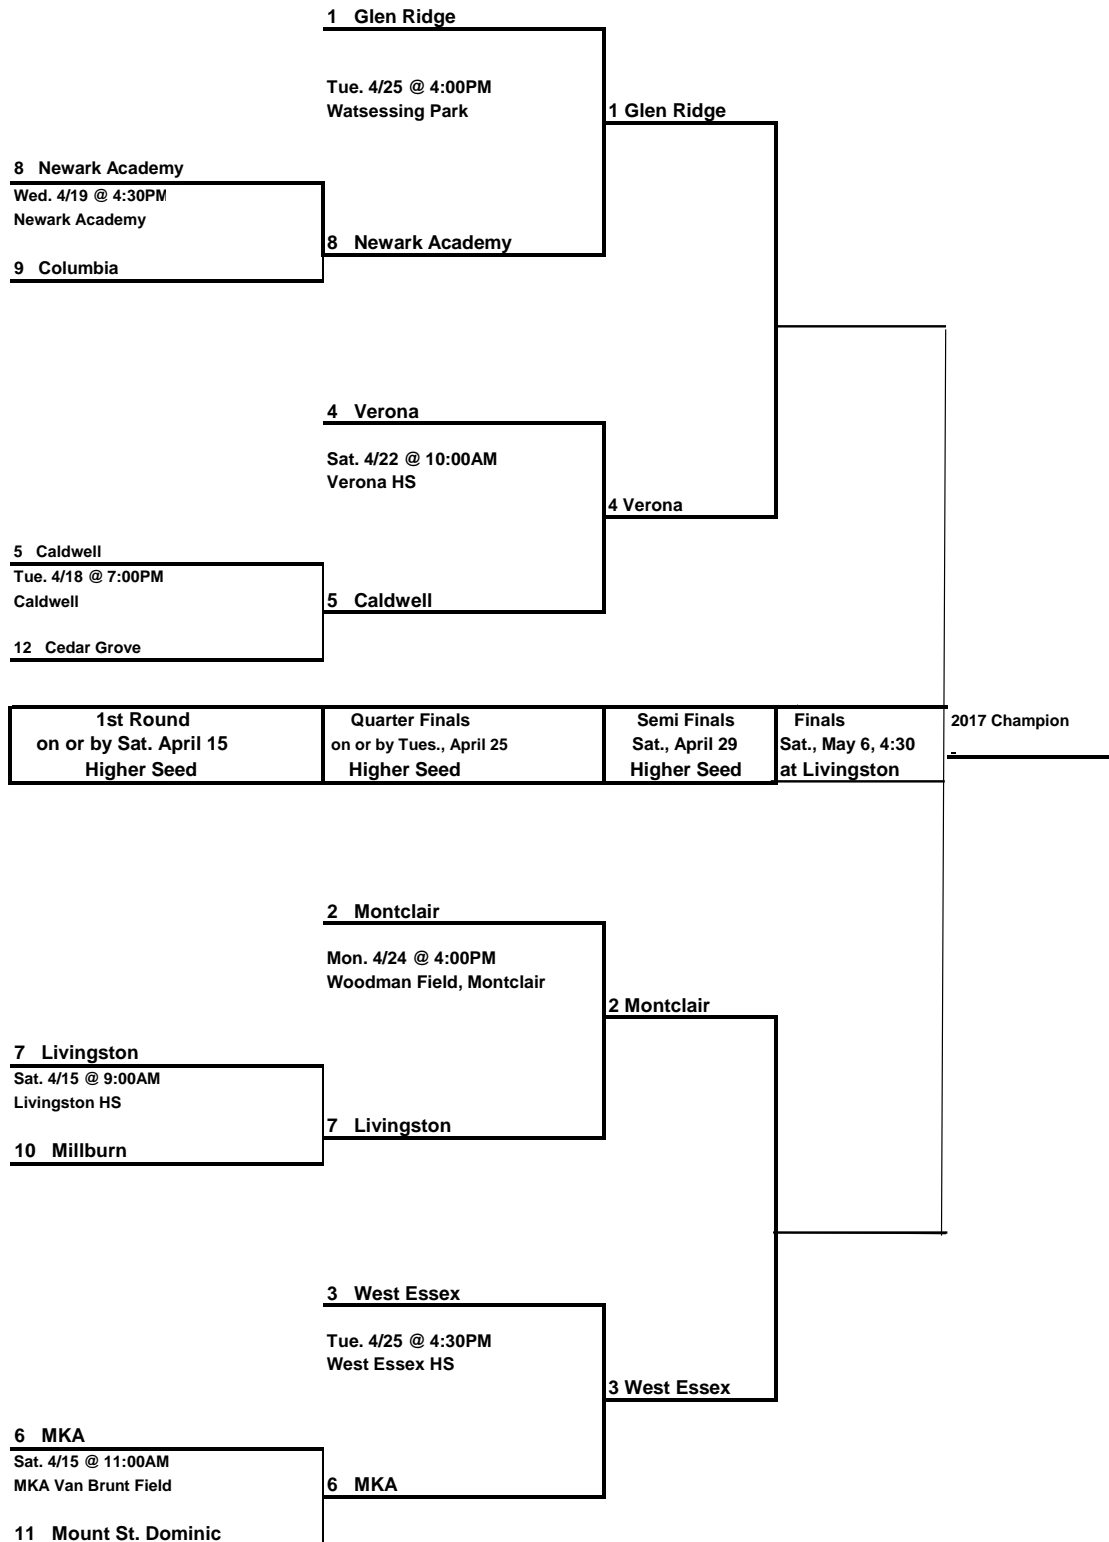 1 Glen Ridge
Tue. 4/25 @ 4:00PM
Watsessing Park
1 Glen Ridge
8 Newark Academy
Wed. 4/19 @ 4:30PM
Newark Academy
8 Newark Academy
9 Columbia
4 Verona
Sat. 4/22 @ 10:00AM
Verona HS
4 Verona
5 Caldwell
Tue. 4/18 @ 7:00PM
Caldwell
5 Caldwell
12 Cedar Grove
1st Round
on or by Sat. April 15
Higher Seed
Quarter Finals
on or by Tues., April 25
Higher Seed
Semi Finals
Sat., April 29
Higher Seed
Finals
Sat., May 6, 4:30
at Livingston
2017 Champion
-
2 Montclair
Mon. 4/24 @ 4:00PM
Woodman Field, Montclair
2 Montclair
7 Livingston
Sat. 4/15 @ 9:00AM
Livingston HS
7 Livingston
10 Millburn
3 West Essex
Tue. 4/25 @ 4:30PM
West Essex HS
3 West Essex
6 MKA
Sat. 4/15 @ 11:00AM
MKA Van Brunt Field
6 MKA
11 Mount St. Dominic